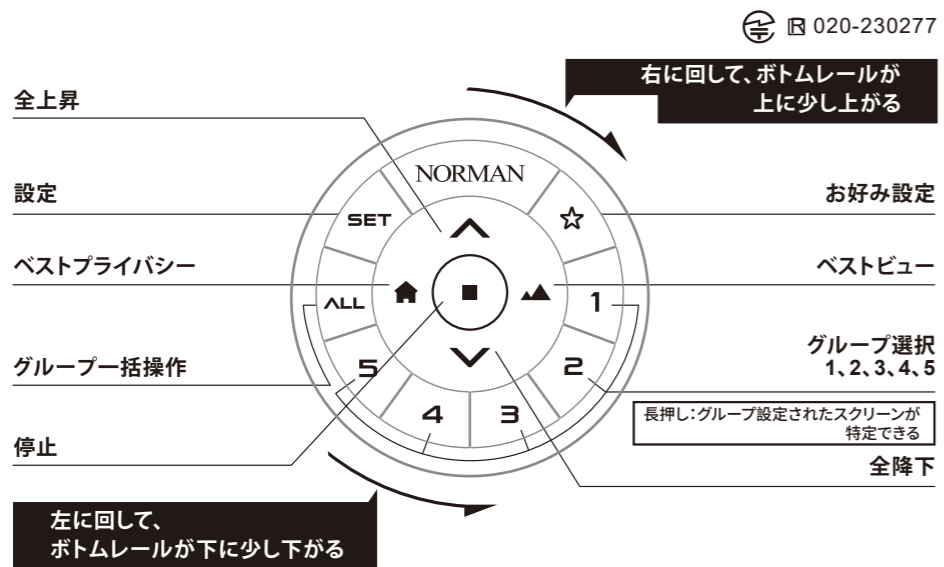 R 020-230277
右に回して、ボトムレールが
上に少し上がる
全上昇
NORMAN
設定
SET
☆
お好み設定
ベストプライバシー
ベストビュー
ALL
1
グループ一括操作
5
2
グループ選択
1、2、3、4、5
4
3
長押し：グループ設定されたスクリーンが
特定できる
停止
全降下
左に回して、
ボトムレールが下に少し下がる